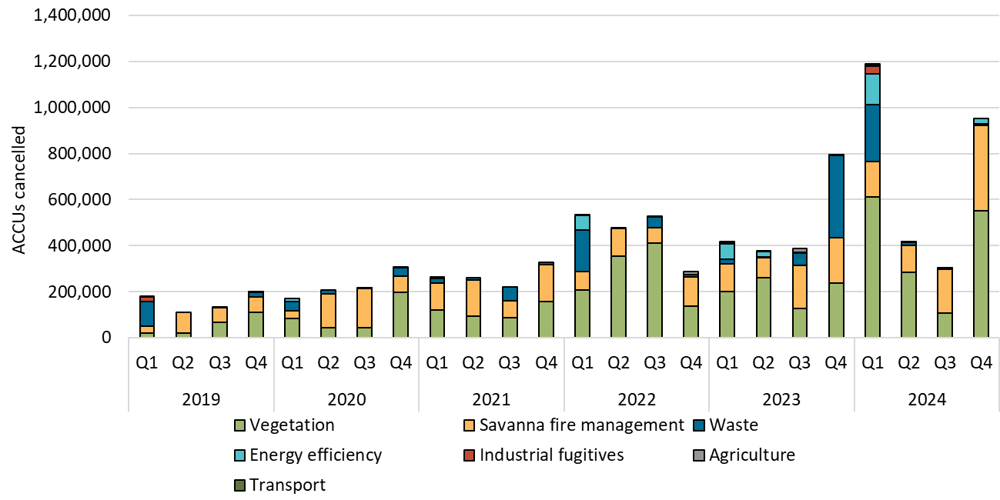 1,400,000
1,200,000
1,000,000
800,000
600,000
400,000
200,000
0
ACCUs cancelled
Q1 Q2 Q3 Q4 Q1 Q2 Q3 Q4 Q1 Q2 Q3 Q4 Q1 Q2 Q3 Q4 Q1 Q2 Q3 Q4 Q1 Q2 Q3 Q4
2019 2020 2021 2022 2023 2024
Vegetation Savanna fire management Waste
Energy efficiency Industrial fugitives Agriculture
Transport